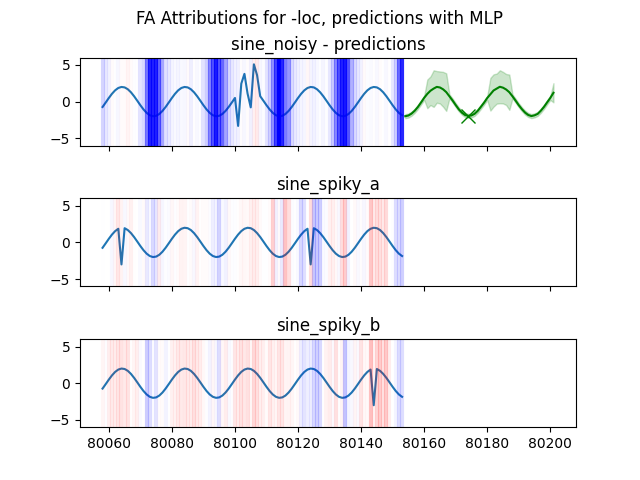 FA Attributions for -loc, predictions with MLP
sine_noisy - predictions
5
0
−5
sine_spiky_a
5
0
−5
sine_spiky_b
5
0
−5
80060 80080 80100 80120 80140 80160 80180 80200